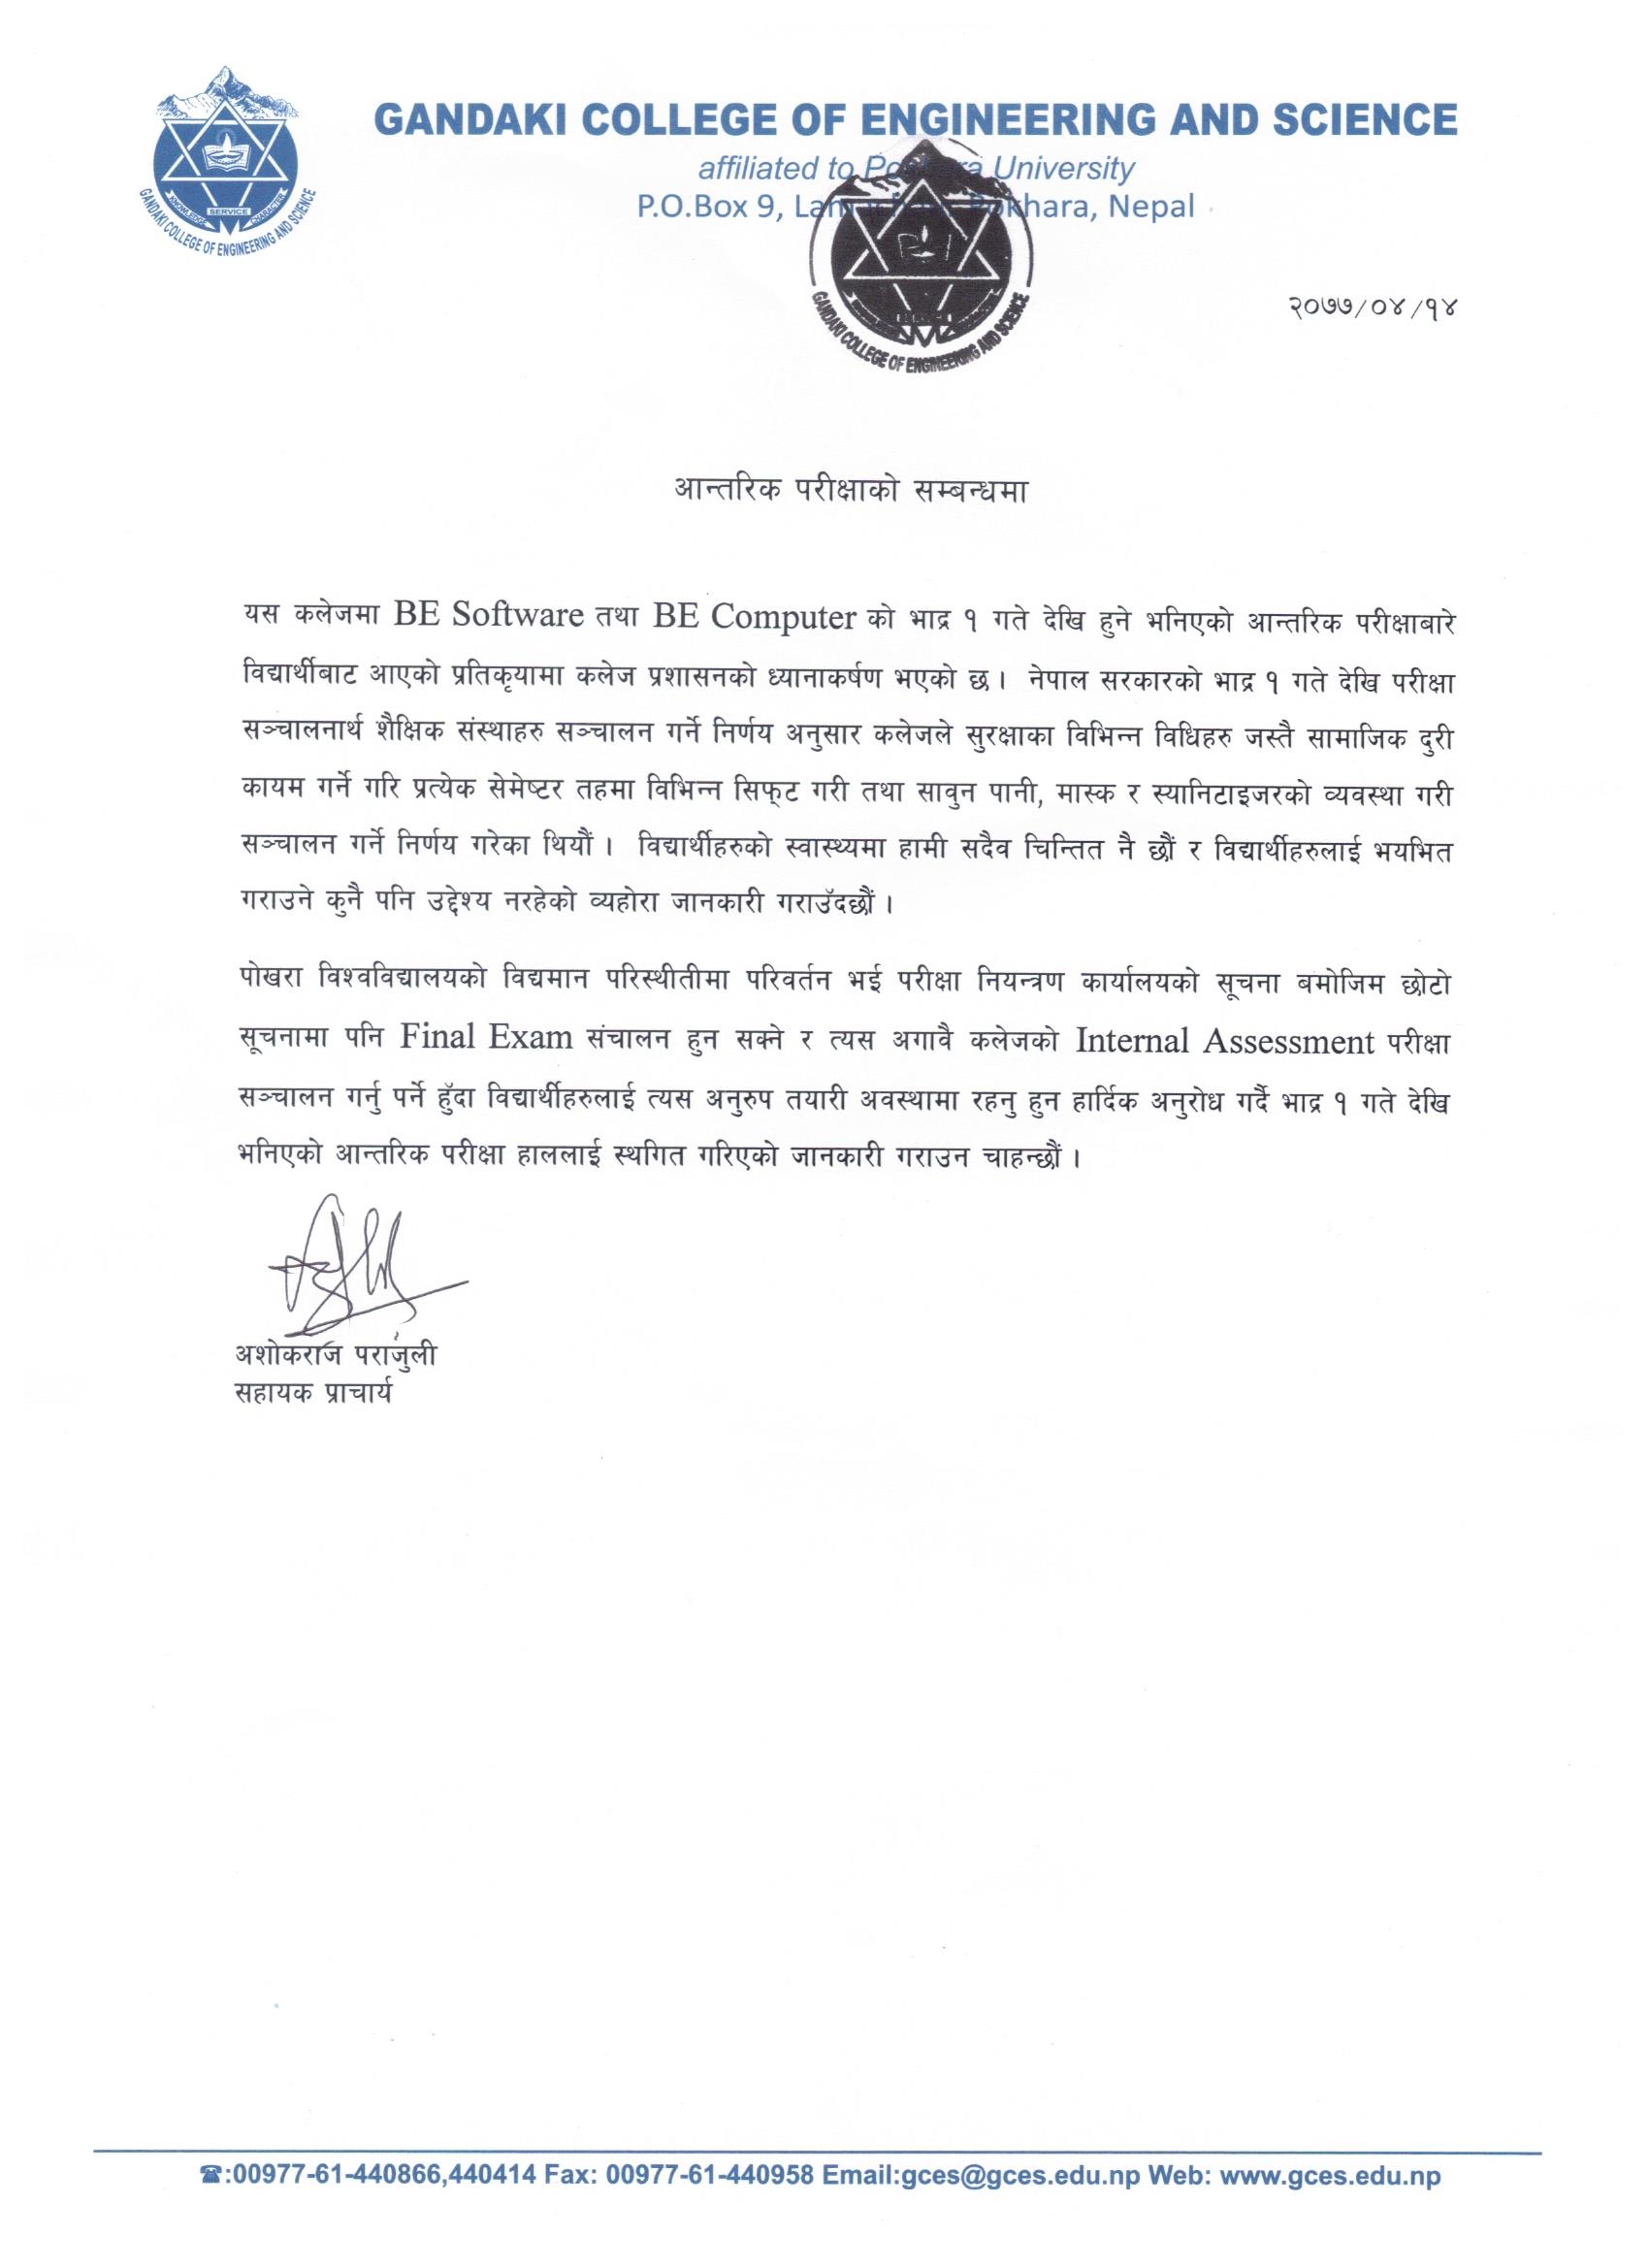 GANDAKI COLLEGE OF ENGINEERING AND SCIENCE
affiliated to University
P.O.Box 9, Pokhara, Nepal
KNOWLEDGE SERVICE CHARACTER
GANDAKI COLLEGE OF ENGINEERING AND SCIENCE
GANDAKI COLLEGE OF ENGINEERING AND SCIENCE
२०७७/०४/१४
आन्तरिक परीक्षाको सम्बन्धमा
यस कलेजमा BE Software तथा BE Computer को भाद्र १ गते देखि हुने भनिएको आन्तरिक परीक्षाबारे
विद्यार्थीबाट आएको प्रतिकृयामा कलेज प्रशासनको ध्यानाकर्षण भएको छ। नेपाल सरकारको भाद्र १ गते देखि परीक्षा
सञ्चालनार्थ शैक्षिक संस्थाहरु सञ्चालन गर्ने निर्णय अनुसार कलेजले सुरक्षाका विभिन्न विधिहरु जस्तै सामाजिक दुरी
कायम गर्ने गरि प्रत्येक सेमेष्टर तहमा विभिन्न सिफ्ट गरी तथा सावुन पानी, मास्क र स्यानिटाइजरको व्यवस्था गरी
सञ्चालन गर्ने निर्णय गरेका थियौं। विद्यार्थीहरुको स्वास्थ्यमा हामी सदैव चिन्तित नै छौं र विद्यार्थीहरुलाई भयभित
गराउने कुनै पनि उद्देश्य नरहेको व्यहोरा जानकारी गराउँदछौं।
पोखरा विश्वविद्यालयको विद्यमान परिस्थीतीमा परिवर्तन भई परीक्षा नियन्त्रण कार्यालयको सूचना बमोजिम छोटो
सूचनामा पनि Final Exam संचालन हुन सक्ने र त्यस अगावै कलेजको Internal Assessment परीक्षा
सञ्चालन गर्नु पर्ने हुँदा विद्यार्थीहरुलाई त्यस अनुरुप तयारी अवस्थामा रहनु हुन हार्दिक अनुरोध गर्दै भाद्र १ गते देखि
भनिएको आन्तरिक परीक्षा हाललाई स्थगित गरिएको जानकारी गराउन चाहन्छौं।
अशोकराज पराजुली
सहायक प्राचार्य
☎:00977-61-440866,440414 Fax: 00977-61-440958 Email:gces@gces.edu.np Web: www.gces.edu.np